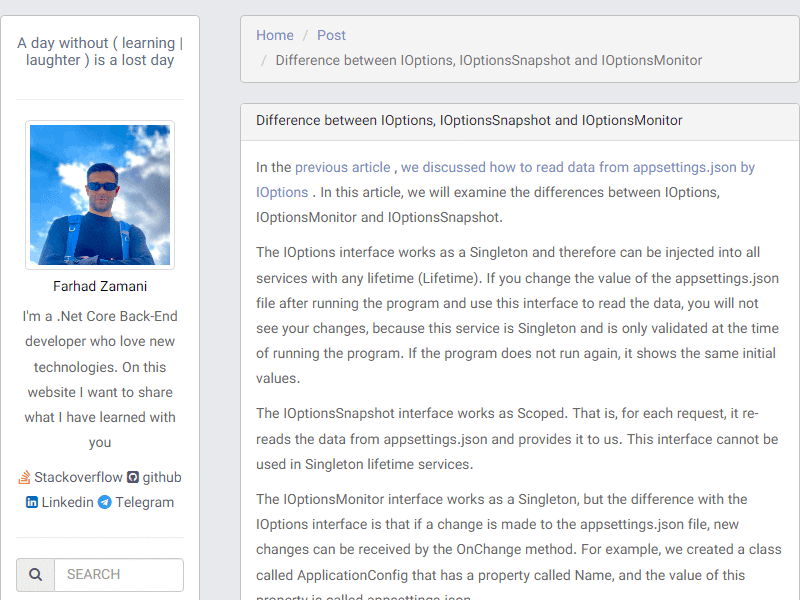 A day without ( learning |
laughter ) is a lost day
Farhad Zamani
I'm a .Net Core Back-End
developer who love new
technologies. On this
website I want to share
what I have learned with
you
Stackoverflow github
Linkedin Telegram
SEARCH
Home / Post
/ Difference between IOptions, IOptionsSnapshot and IOptionsMonitor
Difference between IOptions, IOptionsSnapshot and IOptionsMonitor
In the previous article , we discussed how to read data from appsettings.json by
IOptions . In this article, we will examine the differences between IOptions,
IOptionsMonitor and IOptionsSnapshot.
The IOptions interface works as a Singleton and therefore can be injected into all
services with any lifetime (Lifetime). If you change the value of the appsettings.json
file after running the program and use this interface to read the data, you will not
see your changes, because this service is Singleton and is only validated at the time
of running the program. If the program does not run again, it shows the same initial
values.
The IOptionsSnapshot interface works as Scoped. That is, for each request, it re-
reads the data from appsettings.json and provides it to us. This interface cannot be
used in Singleton lifetime services.
The IOptionsMonitor interface works as a Singleton, but the difference with the
IOptions interface is that if a change is made to the appsettings.json file, new
changes can be received by the OnChange method. For example, we created a class
called ApplicationConfig that has a property called Name, and the value of this
property is called appsettings.json